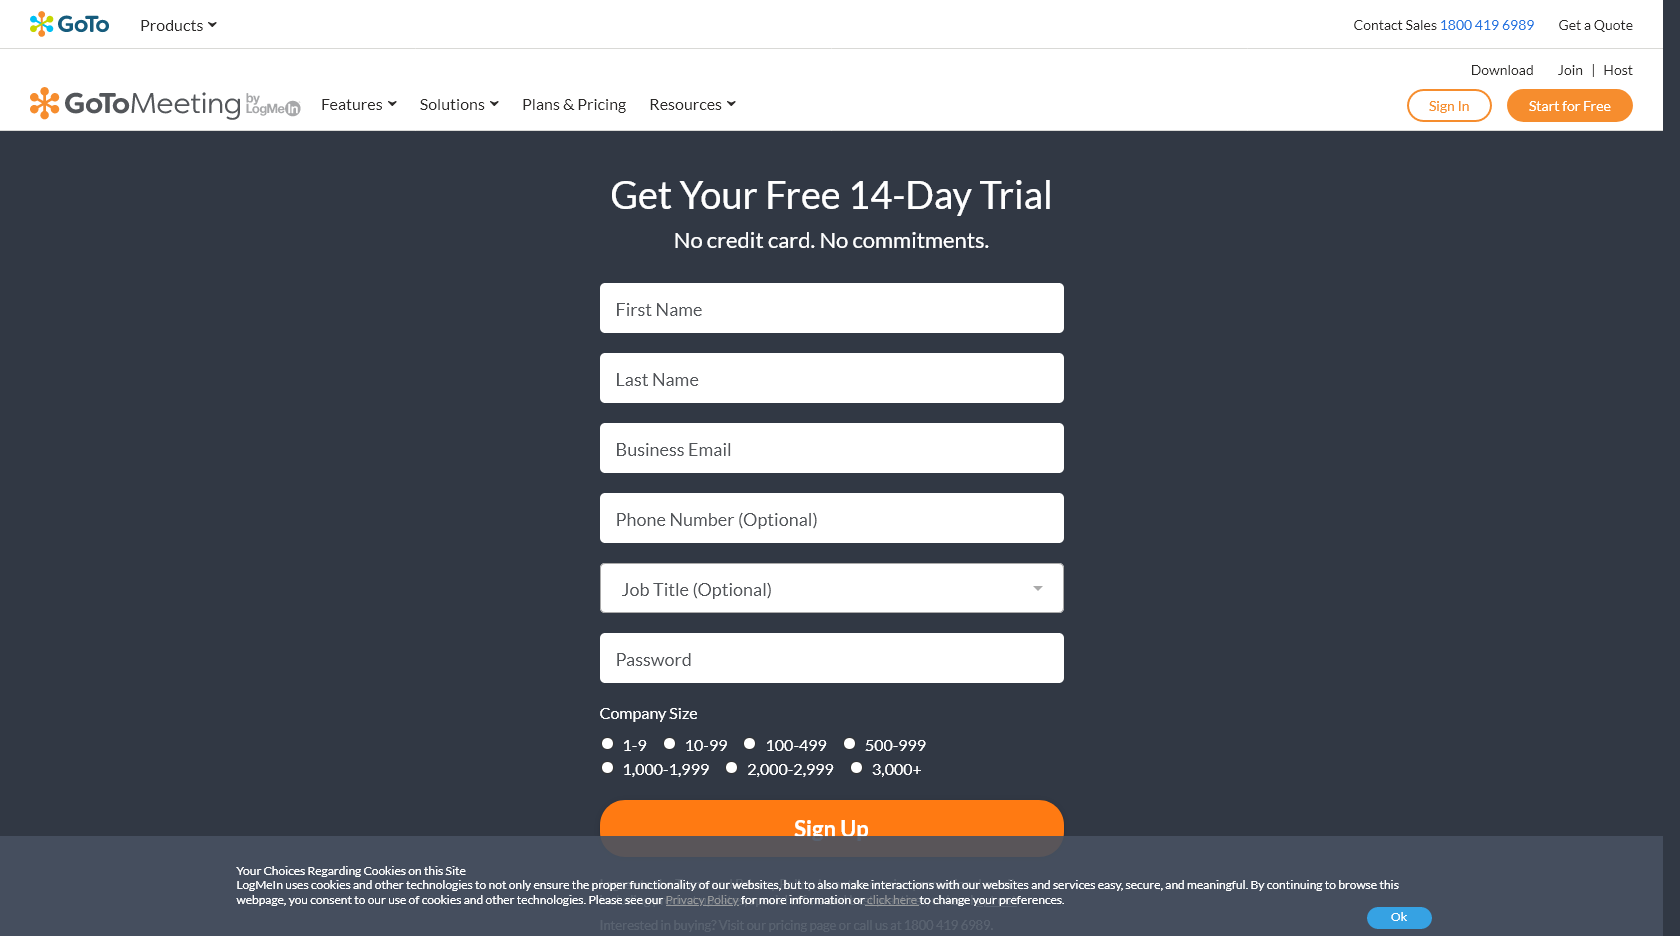 GoTo
Products
Contact Sales 1800 419 6989
Get a Quote
Download
Join | Host
GoToMeeting by LogMeIn
Features
Solutions
Plans & Pricing
Resources
Sign In
Start for Free
Get Your Free 14-Day Trial
No credit card. No commitments.
First Name
Last Name
Business Email
Phone Number (Optional)
Job Title (Optional)
Password
Company Size
1-9 10-99 100-499 500-999
1,000-1,999 2,000-2,999 3,000+
Sign Up
Your Choices Regarding Cookies on this Site
LogMeIn uses cookies and other technologies to not only ensure the proper functionality of our websites, but to also make interactions with our websites and services easy, secure, and meaningful. By continuing to browse this
webpage, you consent to our use of cookies and other technologies. Please see our Privacy Policy for more information or click here to change your preferences.
Ok
Interested in buying? Visit our pricing page or call us at 1800 419 6989.